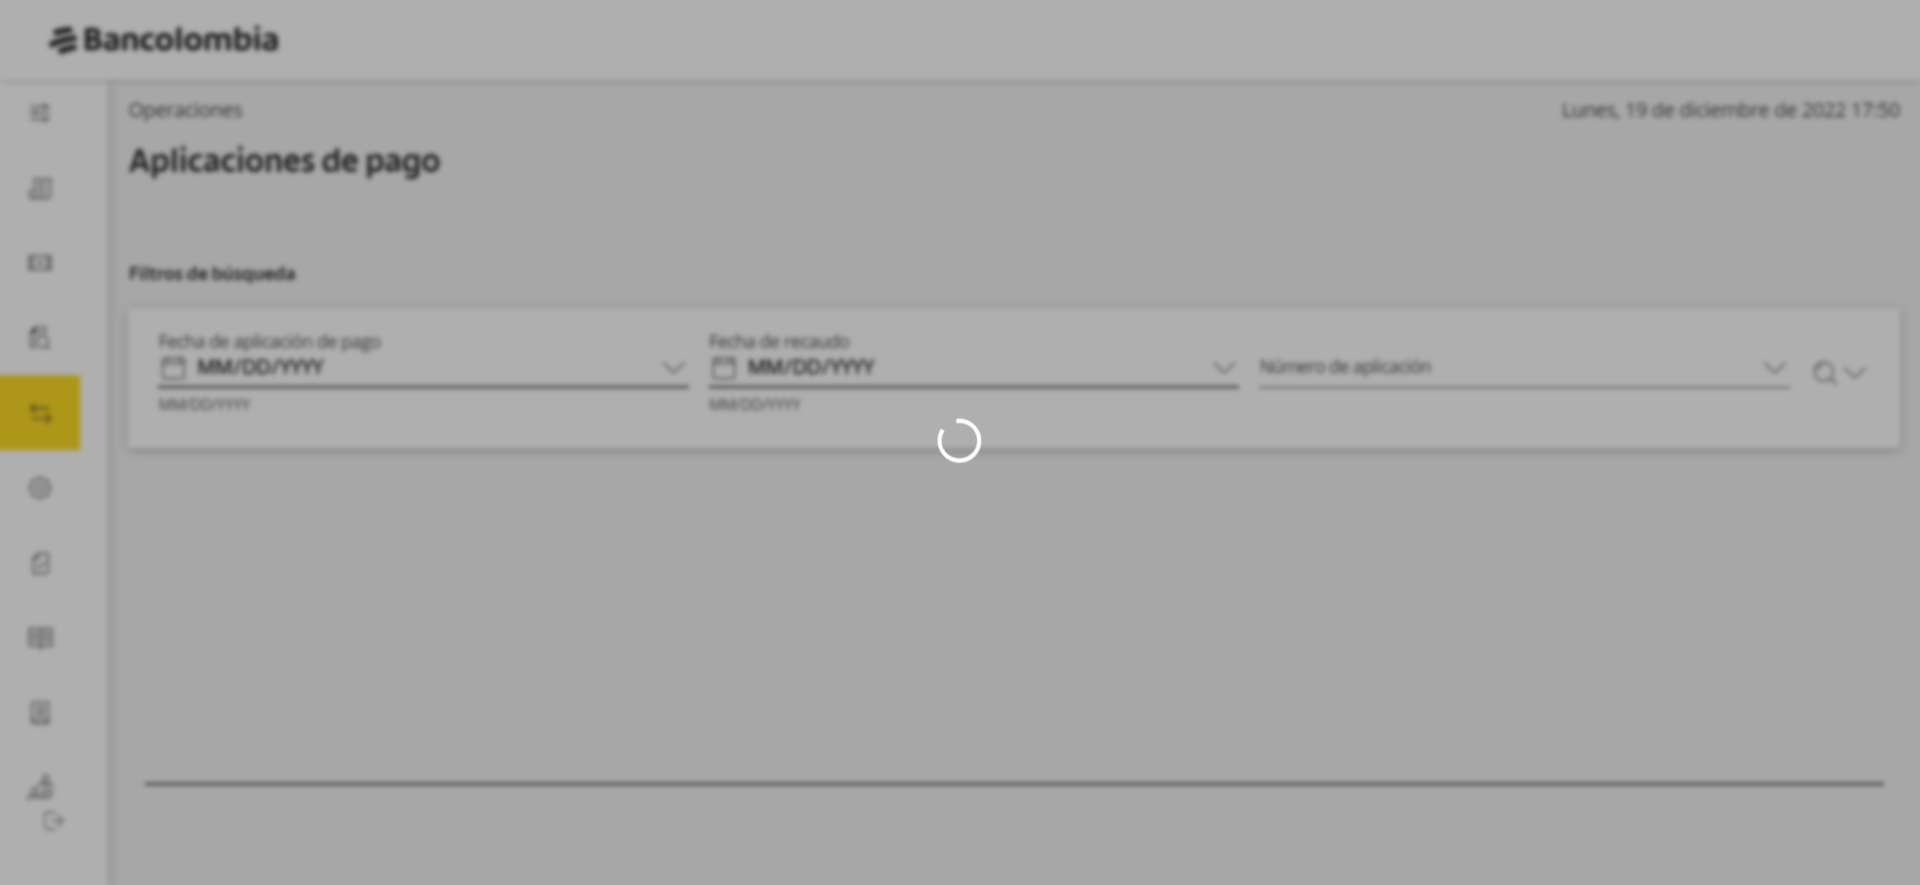 Bancolombia
Operaciones
Lunes, 19 de diciembre de 2022 17:50
Aplicaciones de pago
Filtros de búsqueda
Fecha de aplicación de pago
MM/DD/YYYY
MM/DD/YYYY
Fecha de recaudo
MM/DD/YYYY
MM/DD/YYYY
Número de aplicación